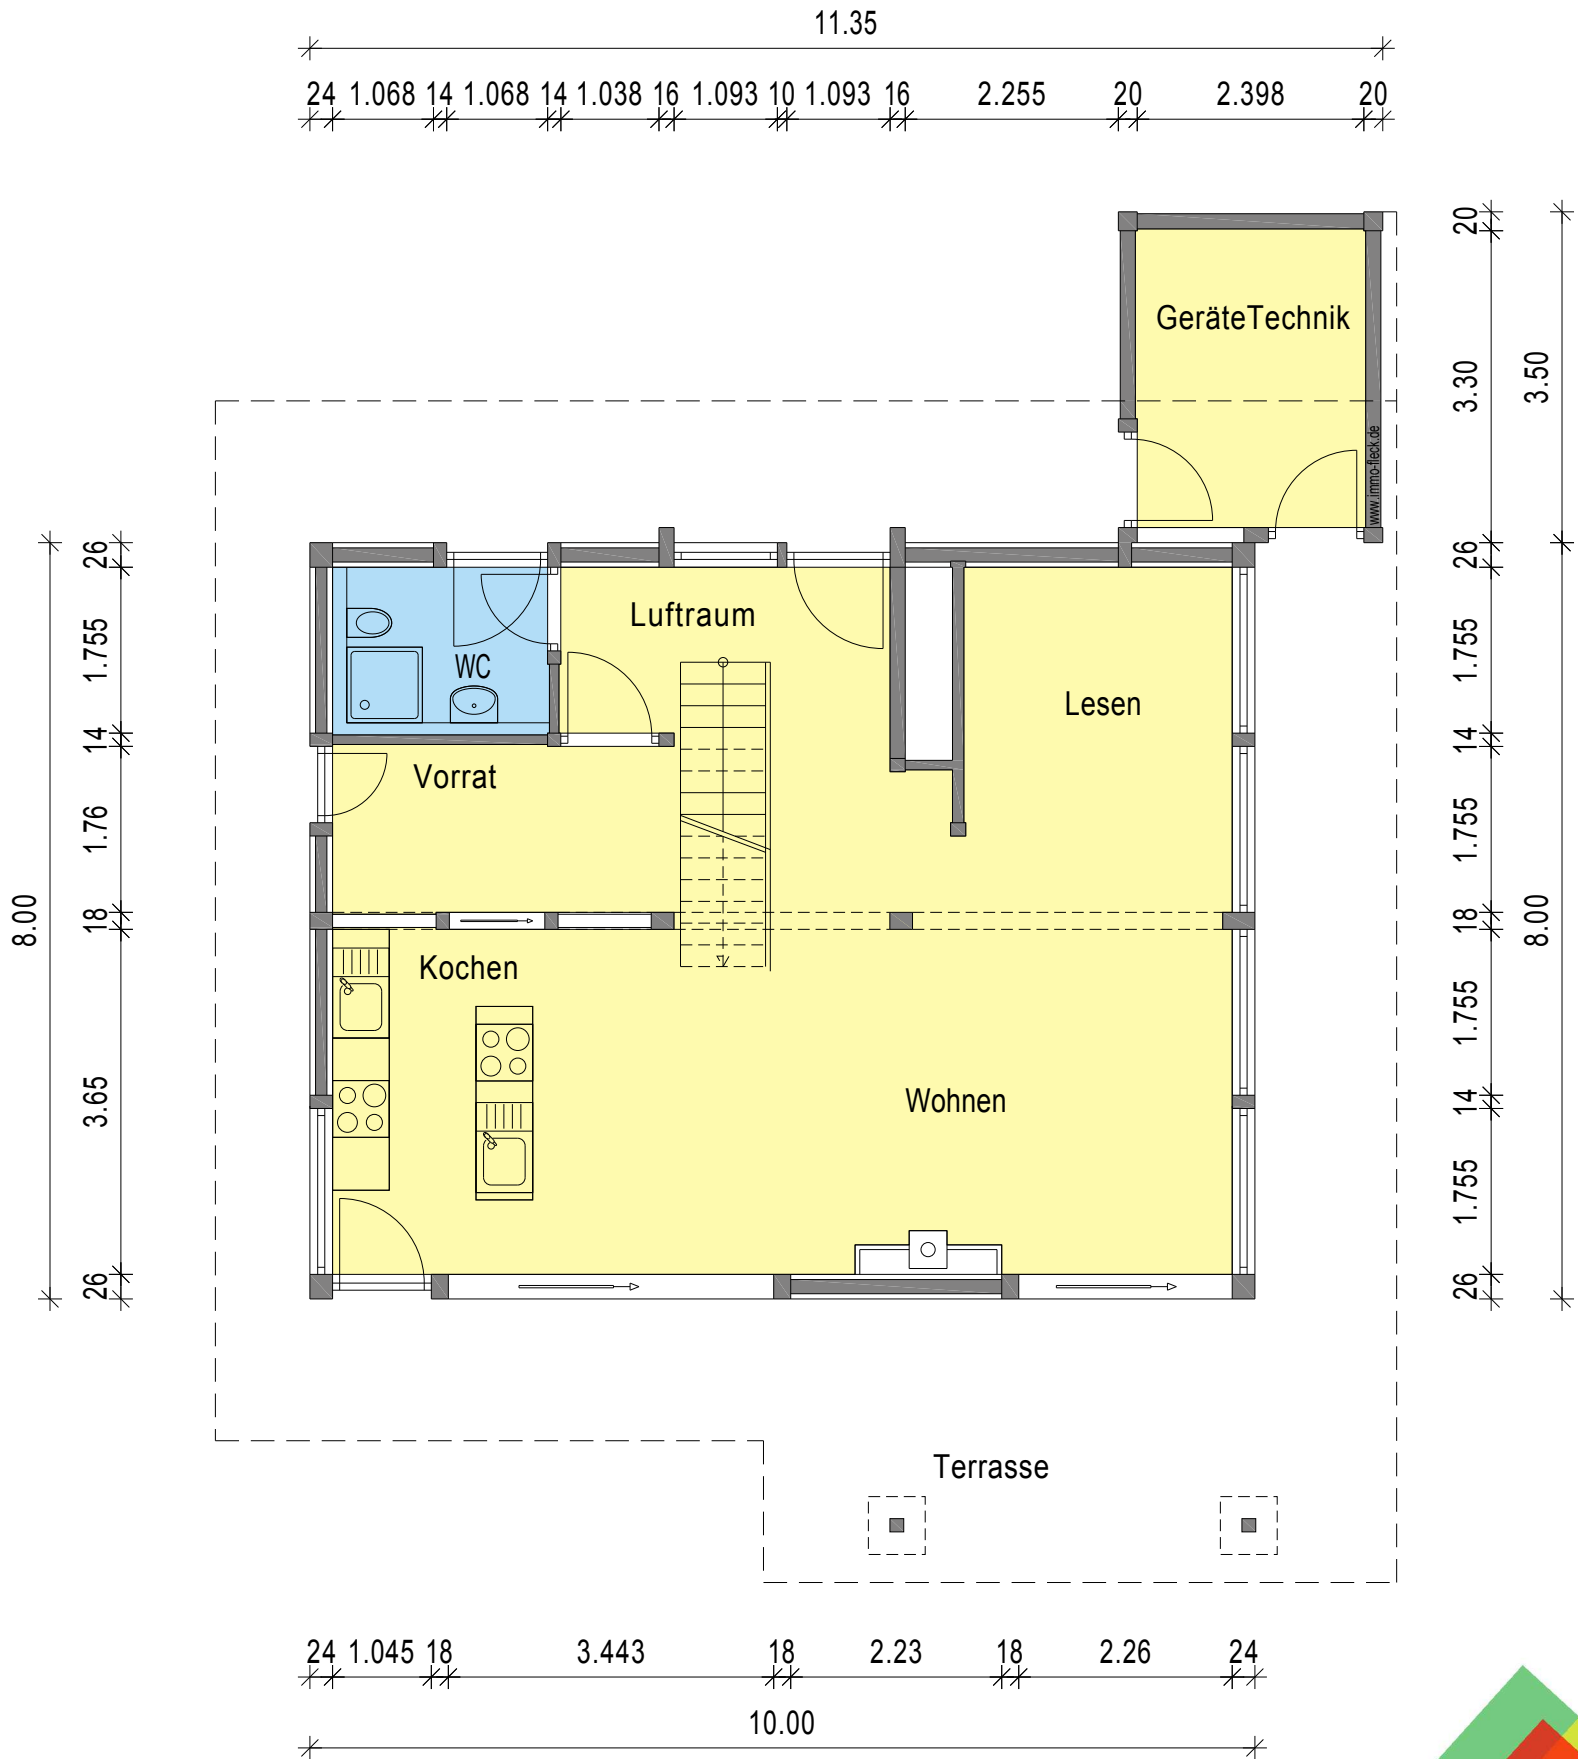 11.35
24 1.068 14 1.068 14 1.038 16 1.093 10 1.093 16 2.255 20 2.398 20
20
3.30
3.50
GeräteTechnik
www.immo-fleck.de
26
1.755
14
1.76
18
3.65
26
8.00
26
1.755
14
1.755
18
1.755
14
1.755
26
8.00
Luftraum
WC
Lesen
Vorrat
Kochen
Wohnen
Terrasse
24 1.045 18 3.443 18 2.23 18 2.26 24
10.00